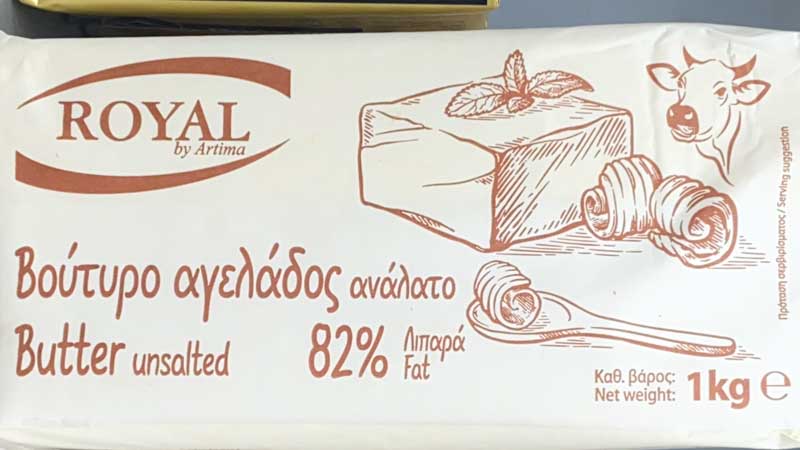 ROYAL
by Artima
Βούτυρο αγελάδος ανάλατο
Butter unsalted
82% Λιπαρά
Fat
Καθ. βάρος:
Net weight: 1kg e
Πρόταση σερβιρίσματος / Serving suggestion